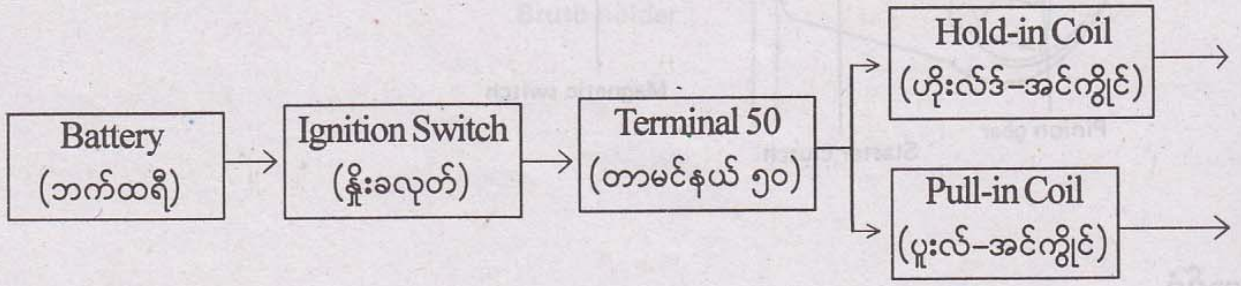 Battery
(ဘက်ထရီ)
Ignition Switch
(နှိုးခလုတ်)
Terminal 50
(တာမင်နယ် ၅၀)
Hold-in Coil
(ဟိုးလ်ဒ်–အင်ကွိုင်)
Pull-in Coil
(ပူးလ်–အင်ကွိုင်)